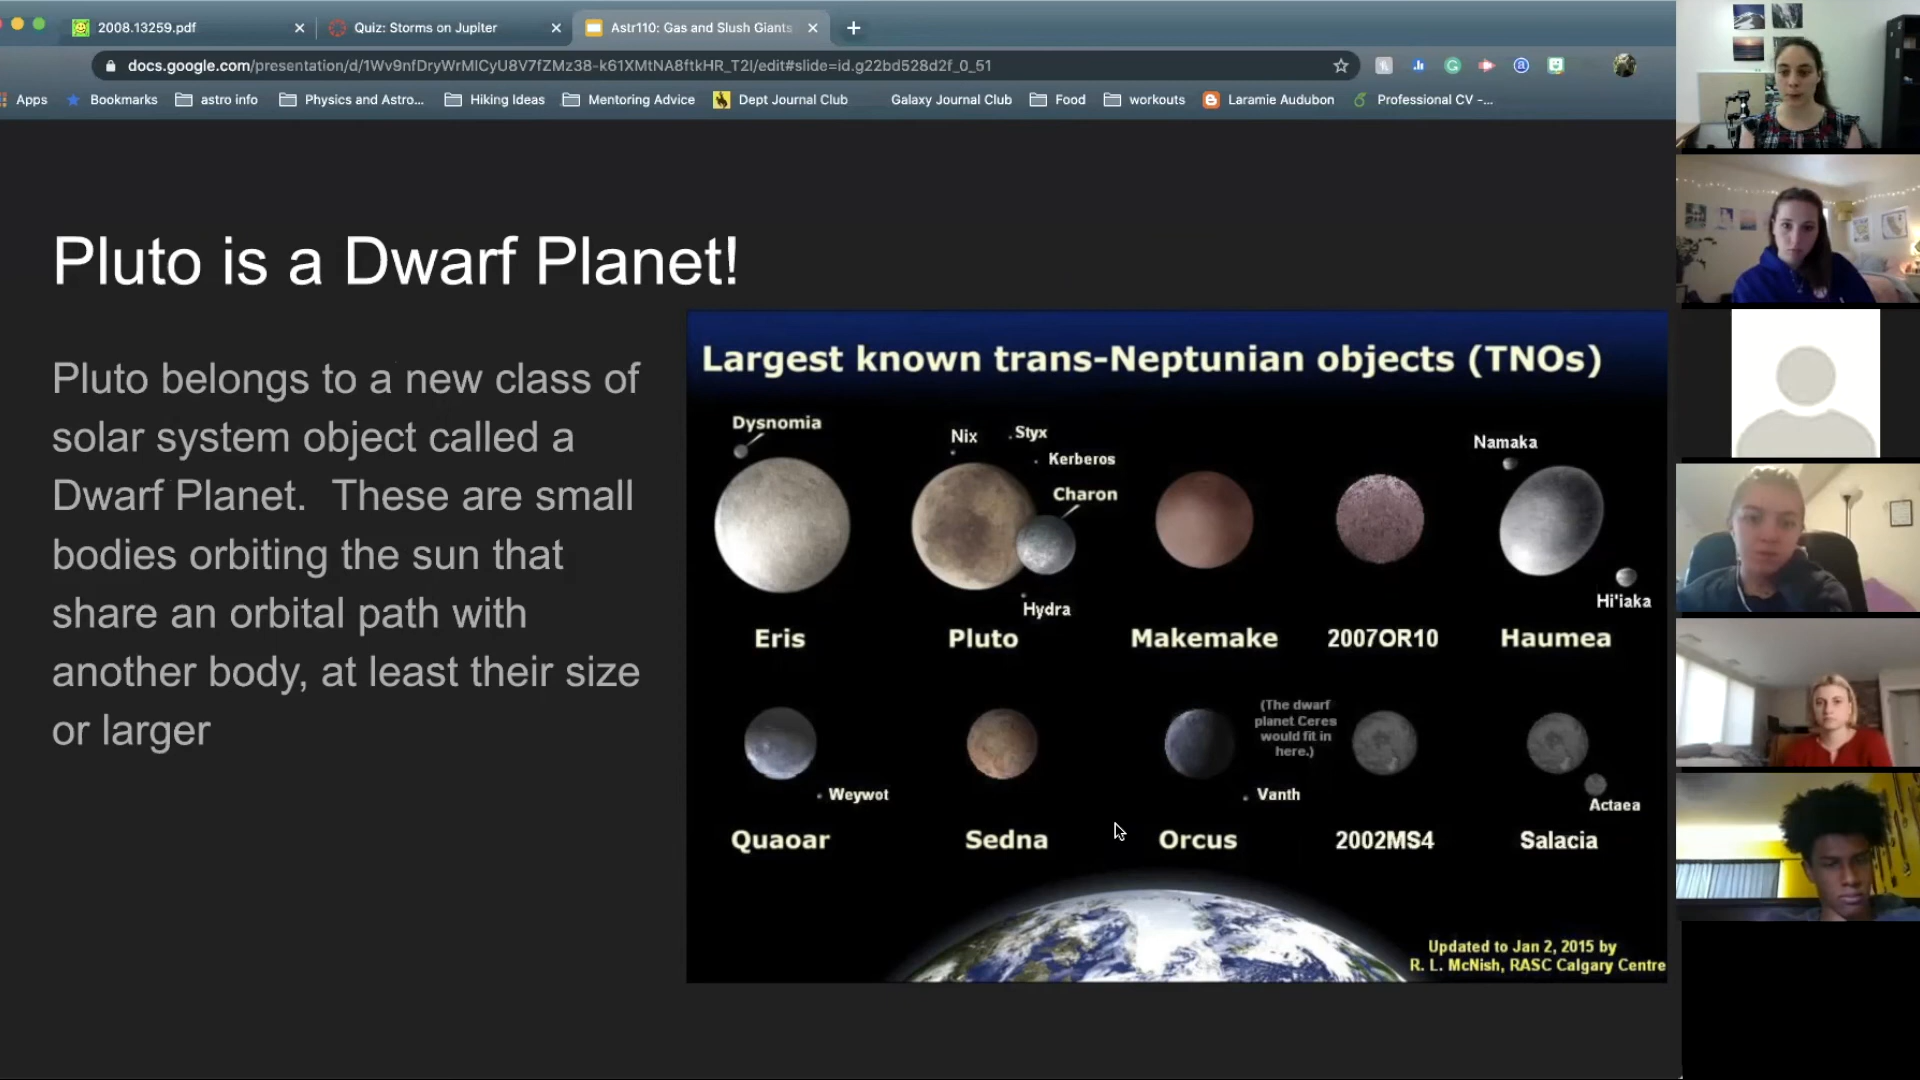 2008.13259.pdf
Quiz: Storms on Jupiter
Astr110: Gas and Slush Giants
docs.google.com/presentation/d/1Wv9nfDryWrMlCyU8V7fZMz38-k61XMtNA8ftkHR_T2I/edit#slide=id.g22bd528d2f_0_51
Apps
Bookmarks
astro info
Physics and Astro...
Hiking Ideas
Mentoring Advice
Dept Journal Club
Galaxy Journal Club
Food
workouts
Laramie Audubon
Professional CV -...
Pluto is a Dwarf Planet!
Pluto belongs to a new class of
solar system object called a
Dwarf Planet.  These are small
bodies orbiting the sun that
share an orbital path with
another body, at least their size
or larger
Largest known trans-Neptunian objects (TNOs)
Dysnomia
Nix
Styx
Kerberos
Charon
Hydra
Namaka
Hi'iaka
Eris
Pluto
Makemake
2007OR10
Haumea
(The dwarf
planet Ceres
would fit in
here.)
Weywot
Vanth
Actaea
Quaoar
Sedna
Orcus
2002MS4
Salacia
Updated to Jan 2, 2015 by
R. L. McNish, RASC Calgary Centre